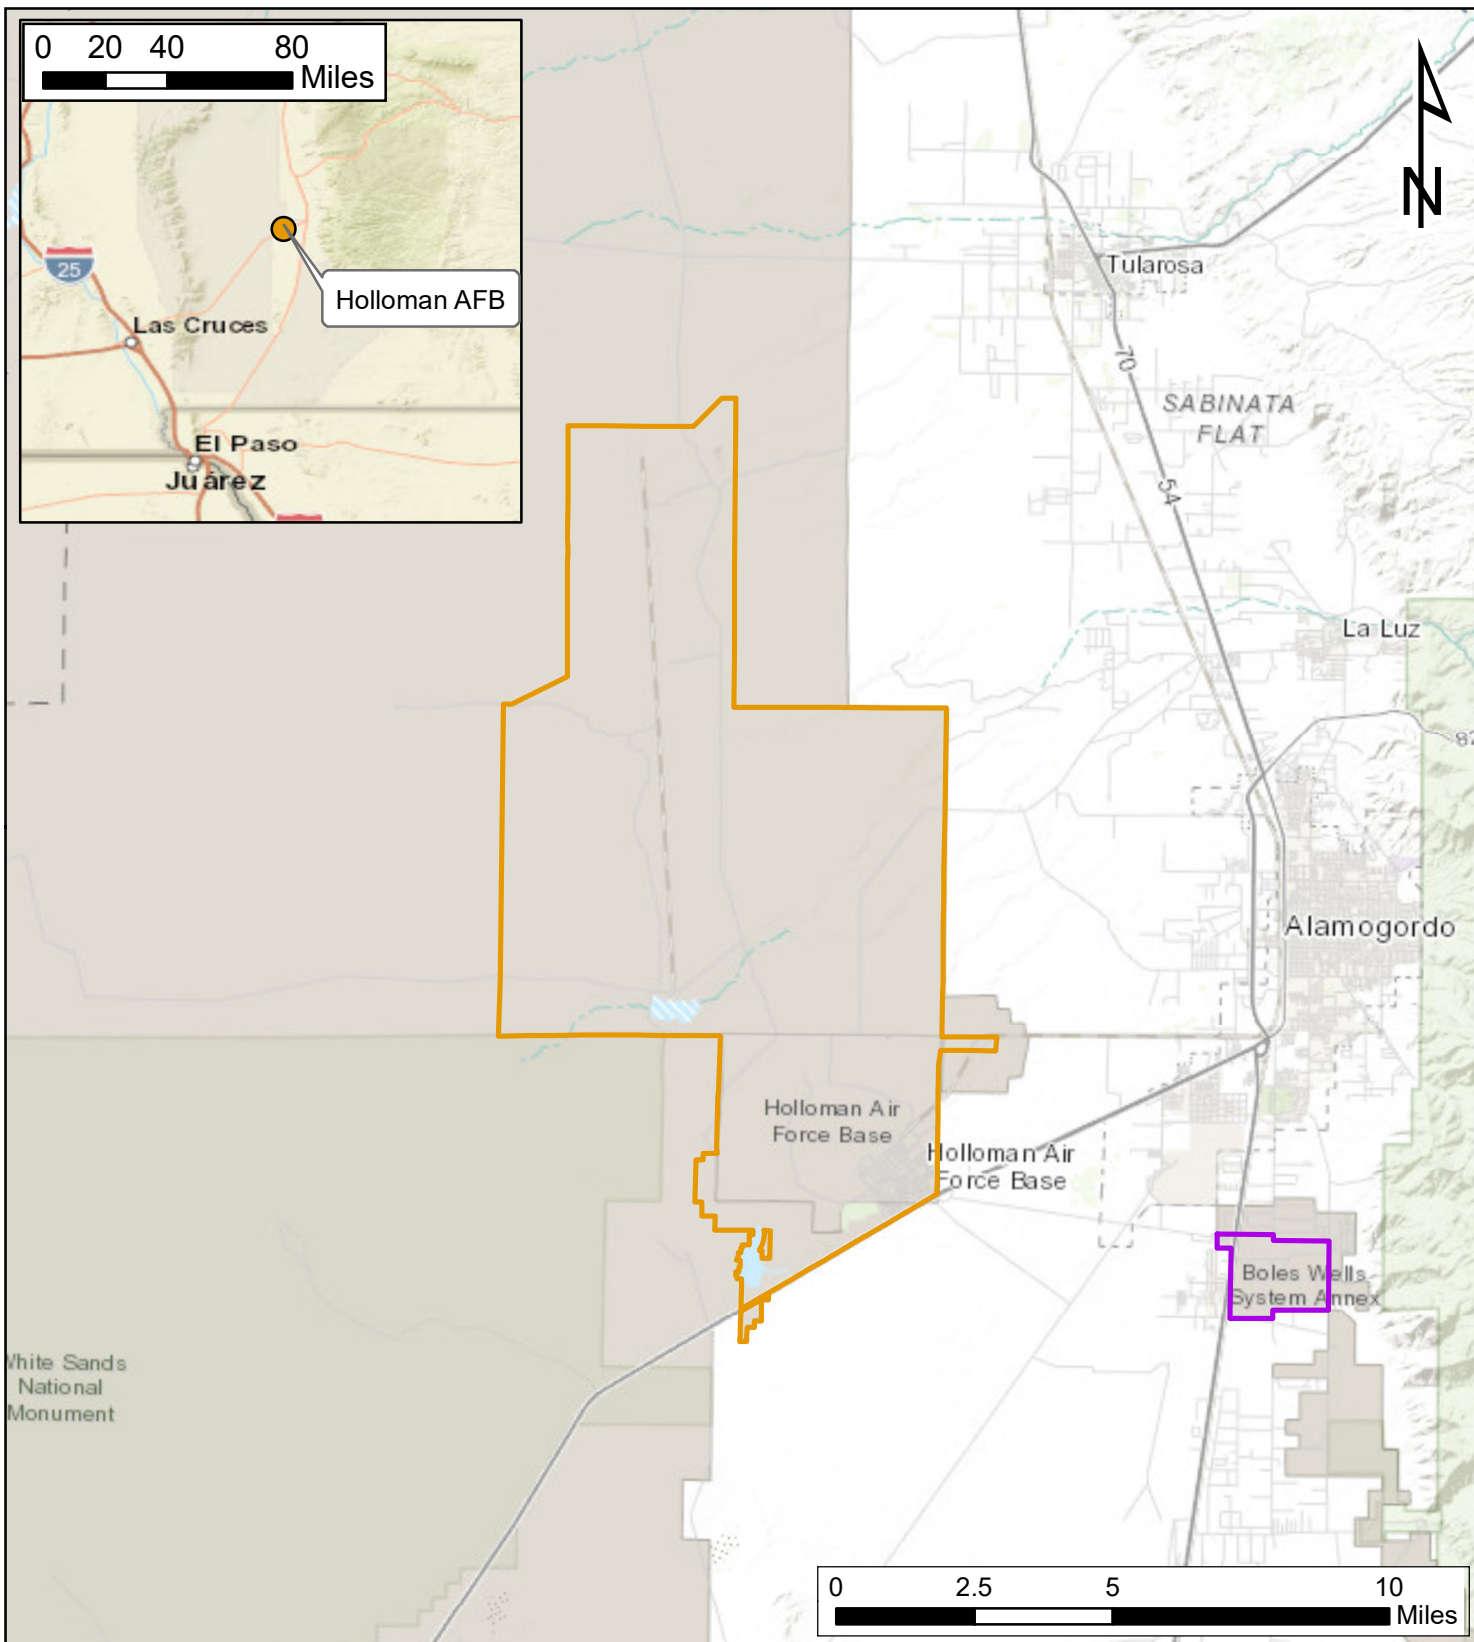 0 20 40 80
Miles
N
25
Holloman AFB
Las Cruces
El Paso
Juárez
Tularosa
70
SABINATA
FLAT
54
La Luz
82
Alamogordo
Holloman Air
Force Base
Holloman Air
Force Base
Boles Wells
System Annex
White Sands
National
Monument
0 2.5 5 10
Miles